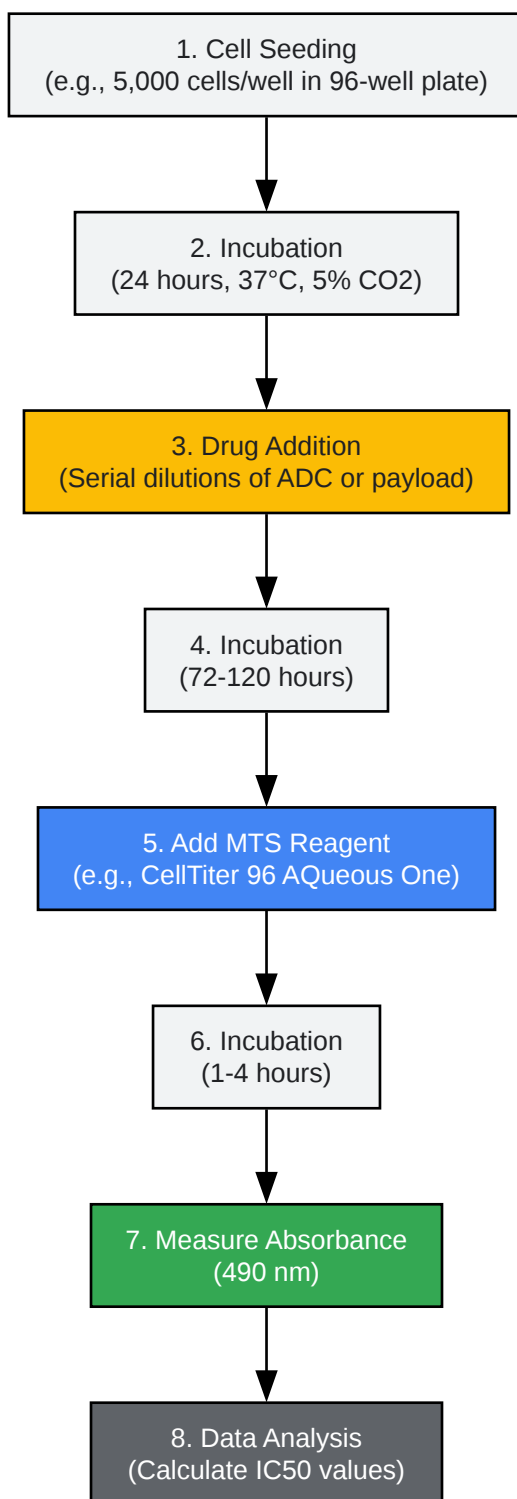 1. Cell Seeding
(e.g., 5,000 cells/well in 96-well plate)
2. Incubation
(24 hours, 37°C, 5% CO2)
3. Drug Addition
(Serial dilutions of ADC or payload)
4. Incubation
(72-120 hours)
5. Add MTS Reagent
(e.g., CellTiter 96 AQueous One)
6. Incubation
(1-4 hours)
7. Measure Absorbance
(490 nm)
8. Data Analysis
(Calculate IC50 values)